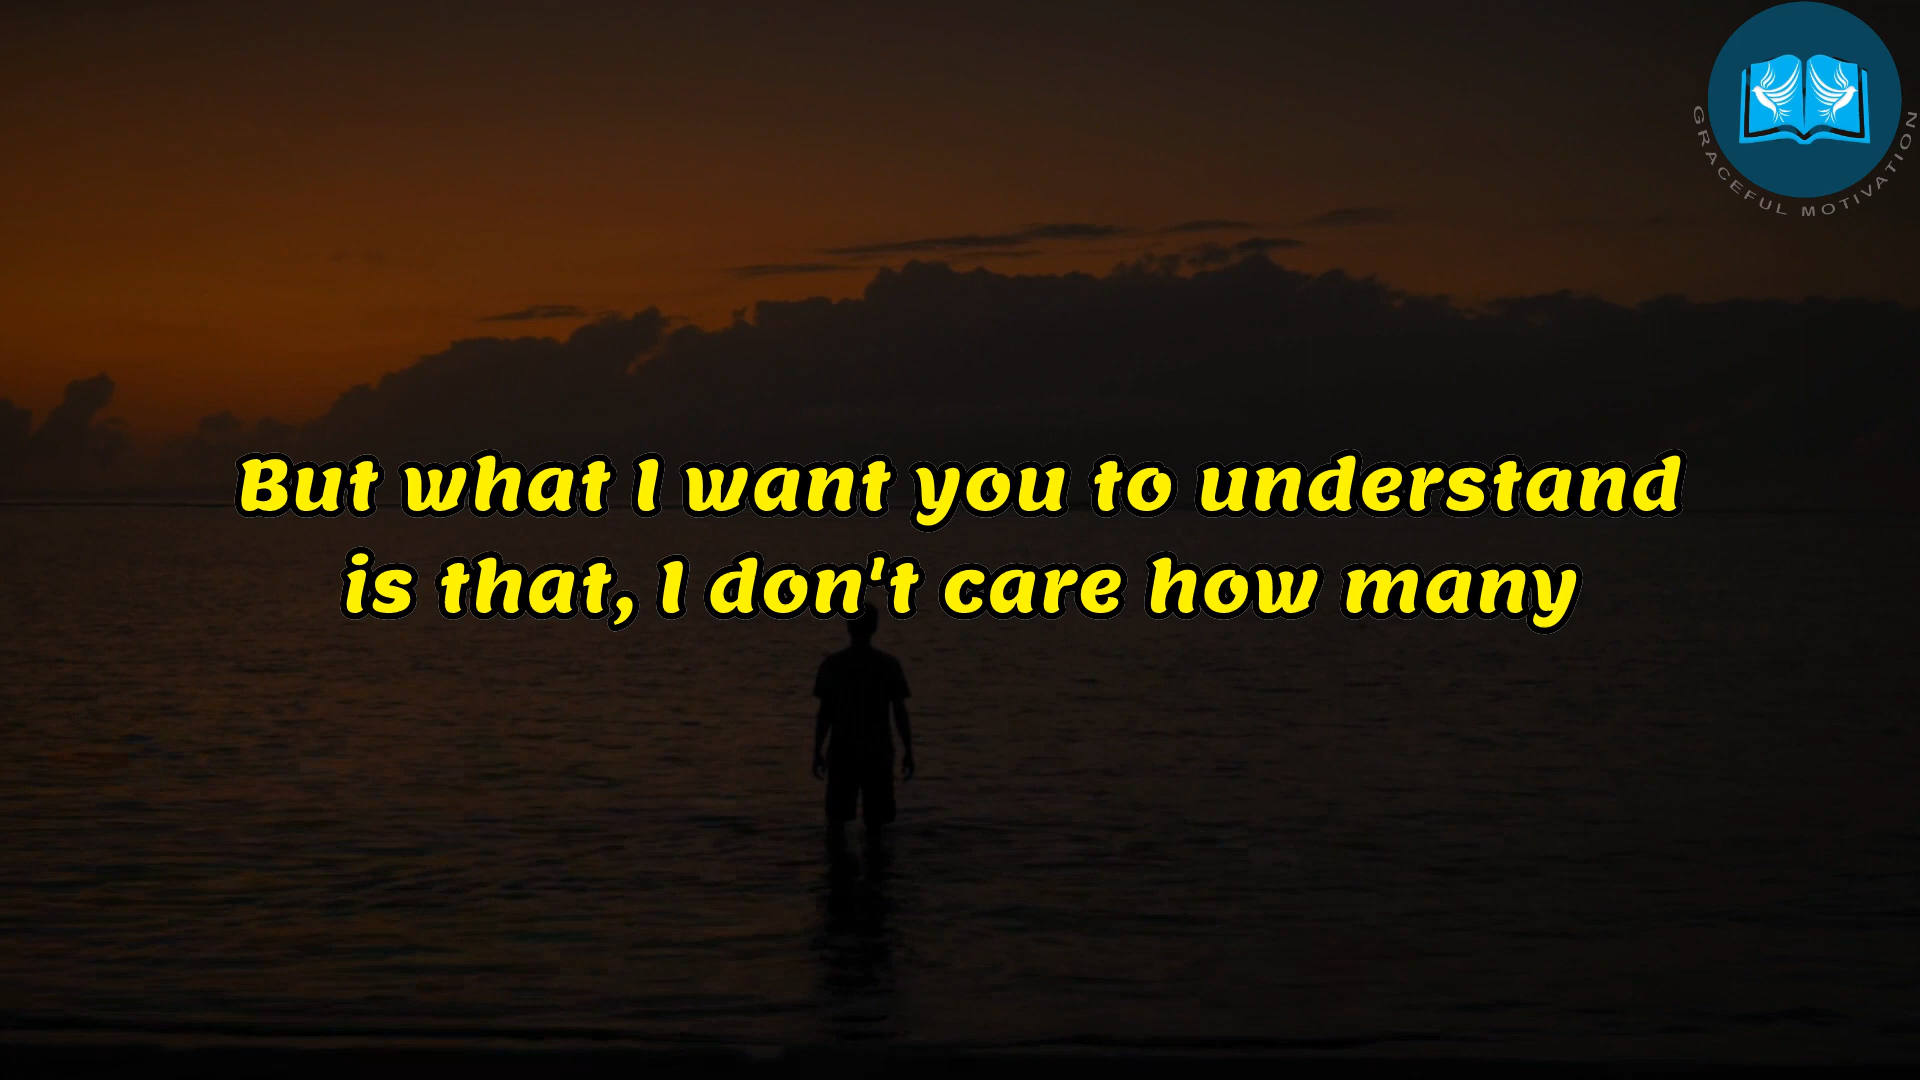 GRACEFUL MOTIVATION
But what I want you to understand
is that, I don't care how many